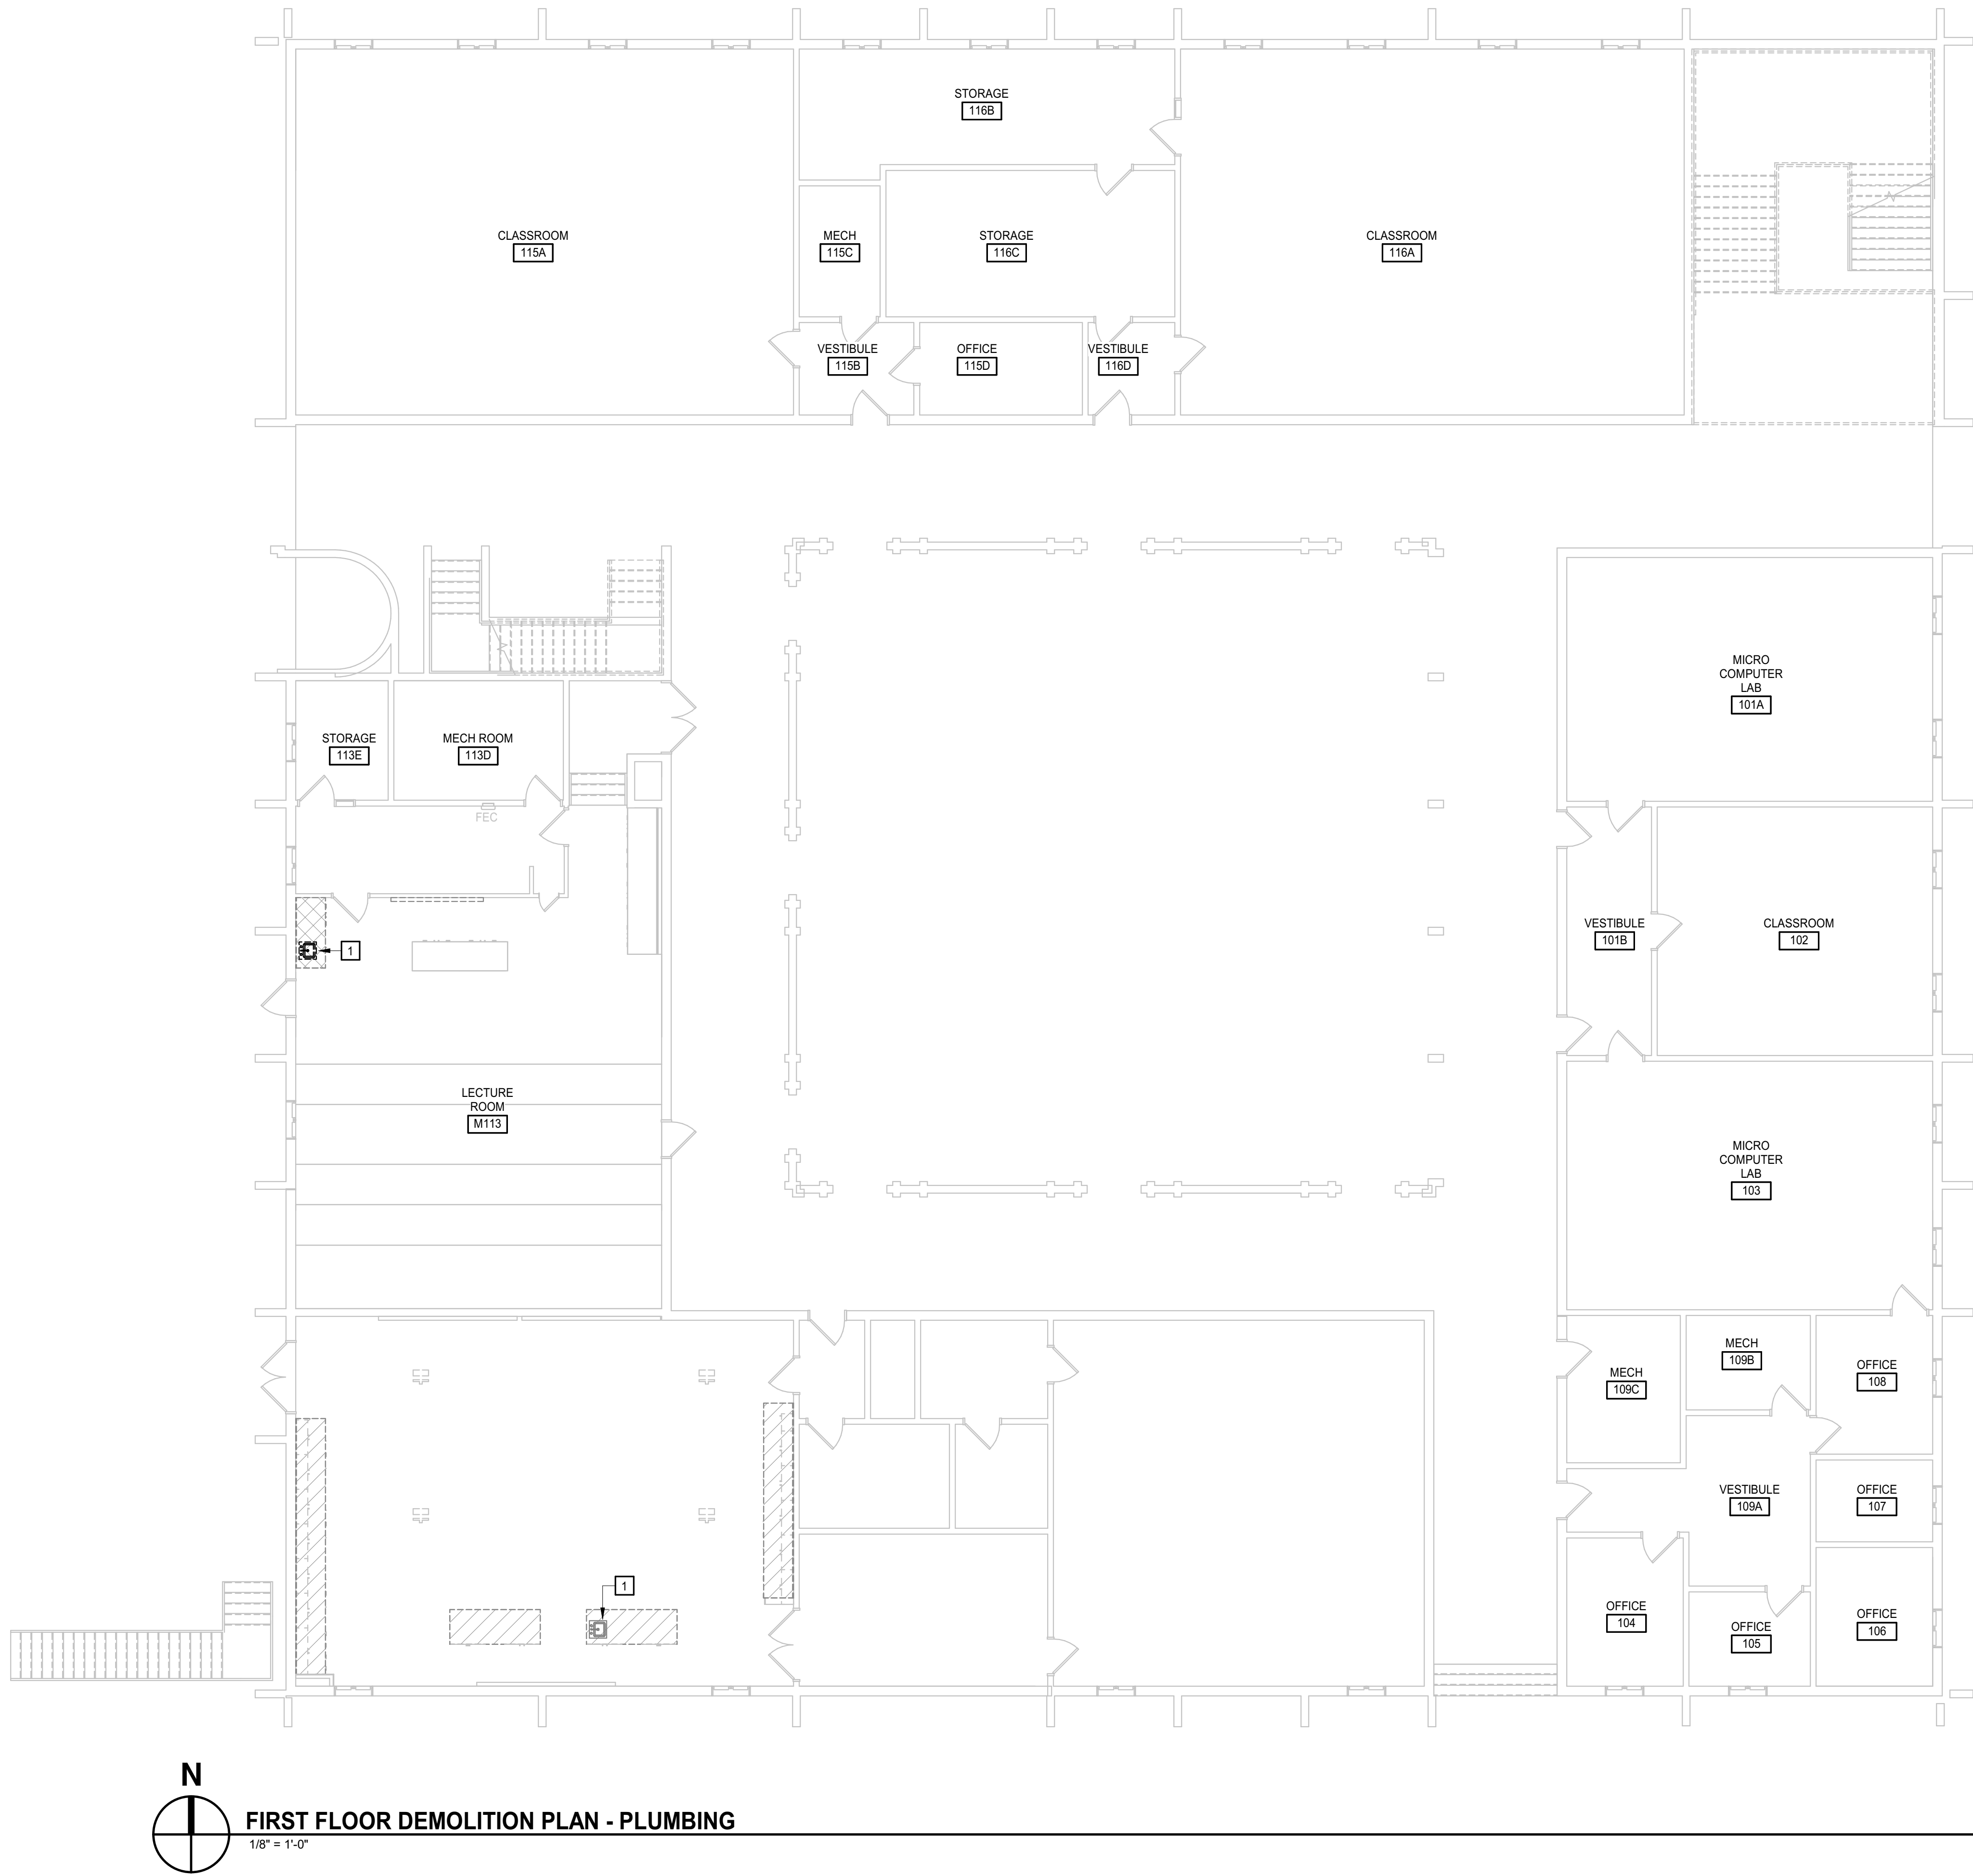 STORAGE
116B
CLASSROOM
115A
MECH
115C
STORAGE
116C
CLASSROOM
116A
VESTIBULE
115B
OFFICE
115D
VESTIBULE
116D
MICRO
COMPUTER
LAB
101A
STORAGE
113E
MECH ROOM
113D
FEC
1
VESTIBULE
101B
CLASSROOM
102
LECTURE
ROOM
M113
MICRO
COMPUTER
LAB
103
MECH
109C
MECH
109B
OFFICE
108
VESTIBULE
109A
OFFICE
107
1
OFFICE
104
OFFICE
105
OFFICE
106
N
FIRST FLOOR DEMOLITION PLAN - PLUMBING
1/8" = 1'-0"